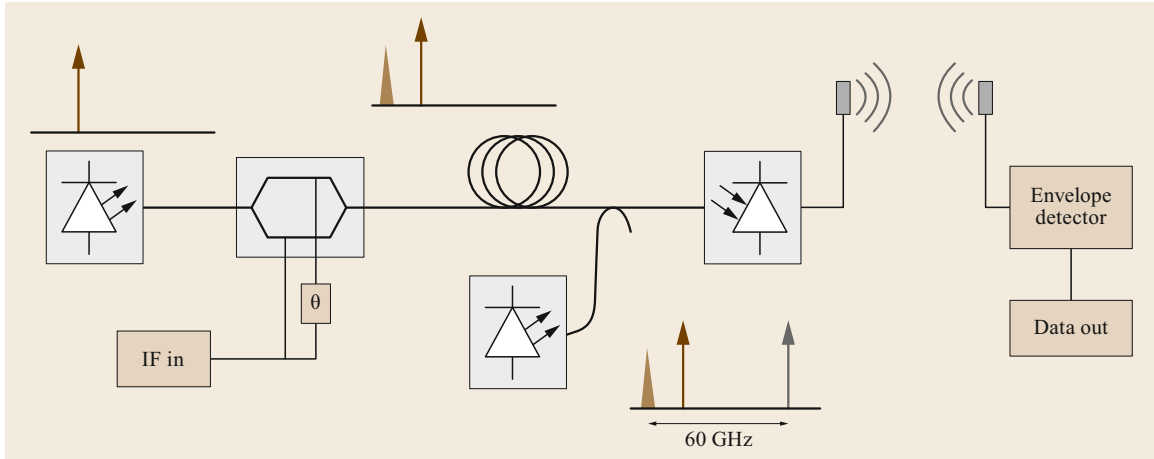 θ
IF in
60 GHz
Envelope
detector
Data out